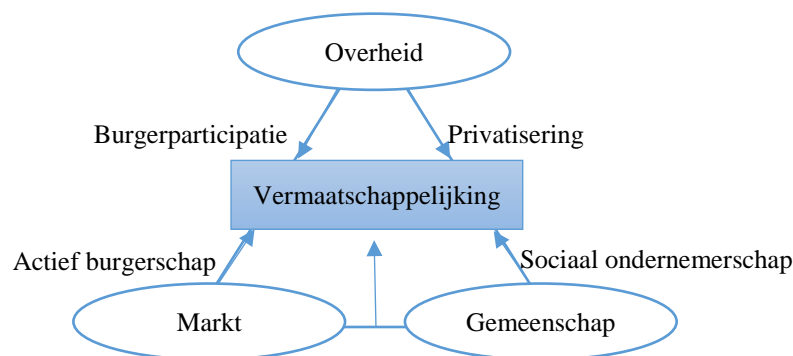 Overheid
Burgerparticipatie
Privatisering
Vermaatschappelijking
Actief burgerschap
Sociaal ondernemerschap
Markt
Gemeenschap